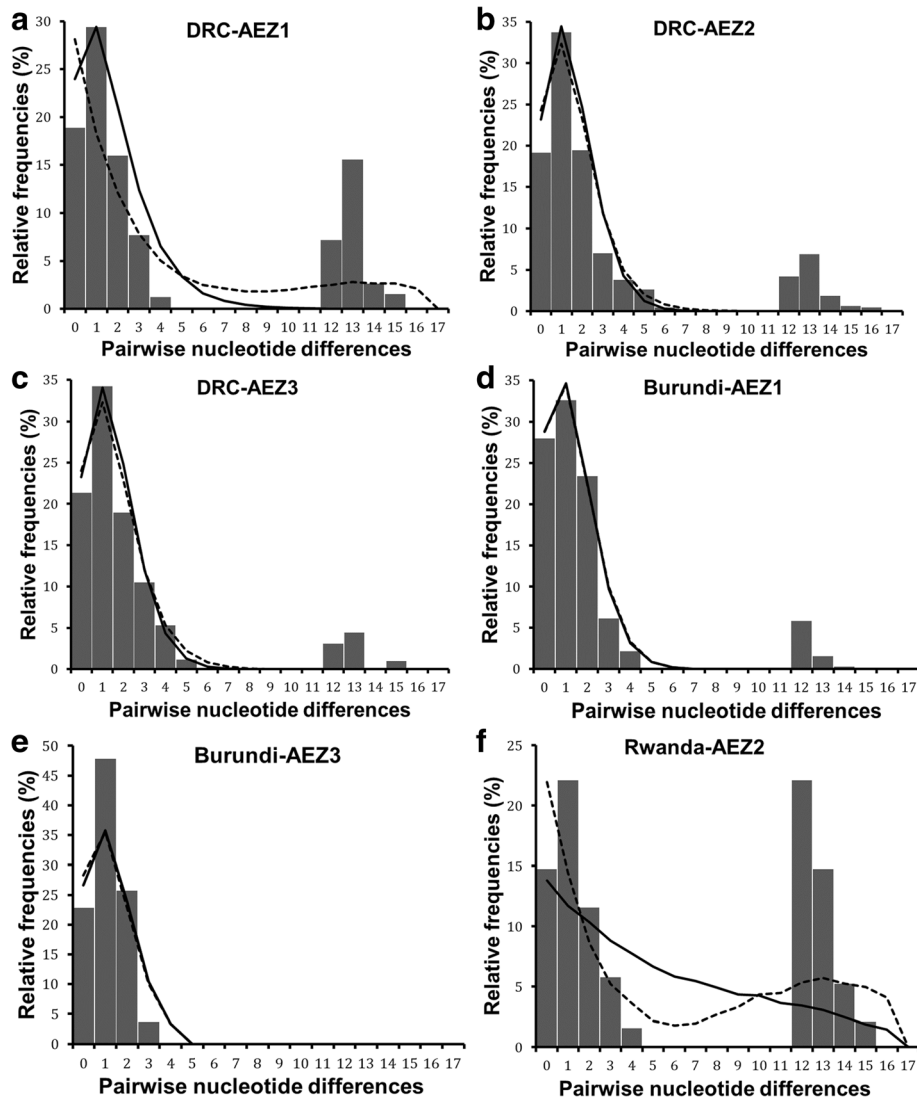 a
DRC-AEZ1
Relative frequencies (%)
30
25
20
15
10
5
0
0 1 2 3 4 5 6 7 8 9 10 11 12 13 14 15 16 17
Pairwise nucleotide differences
b
DRC-AEZ2
Relative frequencies (%)
35
30
25
20
15
10
5
0
0 1 2 3 4 5 6 7 8 9 10 11 12 13 14 15 16 17
Pairwise nucleotide differences
c
DRC-AEZ3
Relative frequencies (%)
35
30
25
20
15
10
5
0
0 1 2 3 4 5 6 7 8 9 10 11 12 13 14 15 16 17
Pairwise nucleotide differences
d
Burundi-AEZ1
Relative frequencies (%)
35
30
25
20
15
10
5
0
0 1 2 3 4 5 6 7 8 9 10 11 12 13 14 15 16 17
Pairwise nucleotide differences
e
Burundi-AEZ3
Relative frequencies (%)
50
45
40
35
30
25
20
15
10
5
0
0 1 2 3 4 5 6 7 8 9 10 11 12 13 14 15 16 17
Pairwise nucleotide differences
f
Rwanda-AEZ2
Relative frequencies (%)
25
20
15
10
5
0
0 1 2 3 4 5 6 7 8 9 10 11 12 13 14 15 16 17
Pairwise nucleotide differences